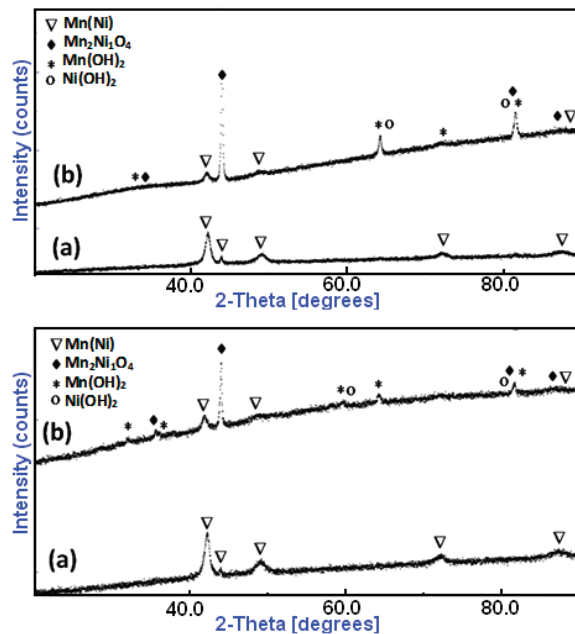 ▽ Mn(Ni)
♦ Mn₂Ni₁O₄
* Mn(OH)₂
o Ni(OH)₂
Intensity (counts)
(b)
(a)
40.0 60.0 80.0
2-Theta [degrees]
▽ Mn(Ni)
♦ Mn₂Ni₁O₄
* Mn(OH)₂
o Ni(OH)₂
Intensity (counts)
(b)
(a)
40.0 60.0 80.0
2-Theta [degrees]